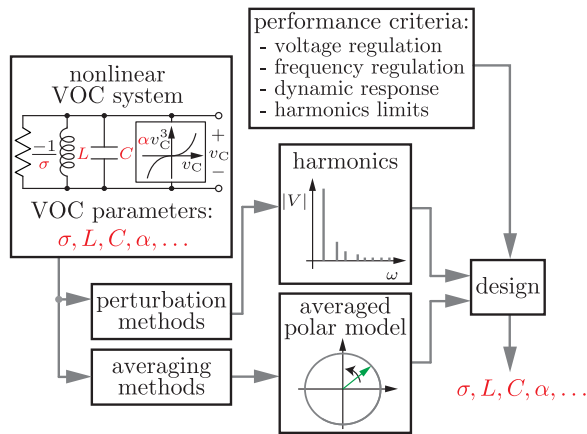 nonlinear
VOC system
−1
σ
L
C
αv_C^3
v_C
+
v_C
−
VOC parameters:
σ, L, C, α, . . .
performance criteria:
- voltage regulation
- frequency regulation
- dynamic response
- harmonics limits
harmonics
|V|
ω
perturbation
methods
averaging
methods
averaged
polar model
design
σ, L, C, α, . . .